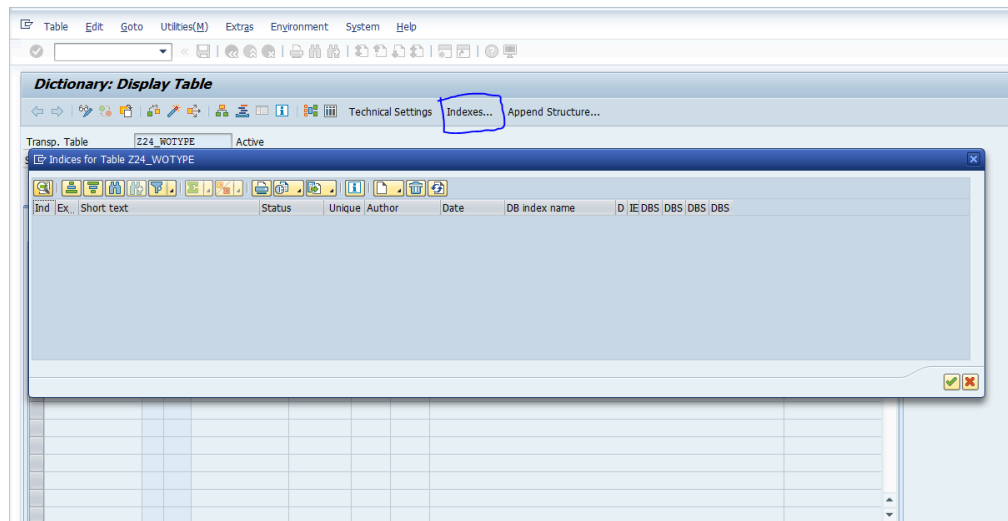 Table Edit Goto Utilities(M) Extras Environment System Help
Dictionary: Display Table
Technical Settings Indexes... Append Structure...
Transp. Table Z24_WOTYPE Active
Indices for Table Z24_WOTYPE
Ind Ex.. Short text Status Unique Author Date DB index name D IE DBS DBS DBS DBS